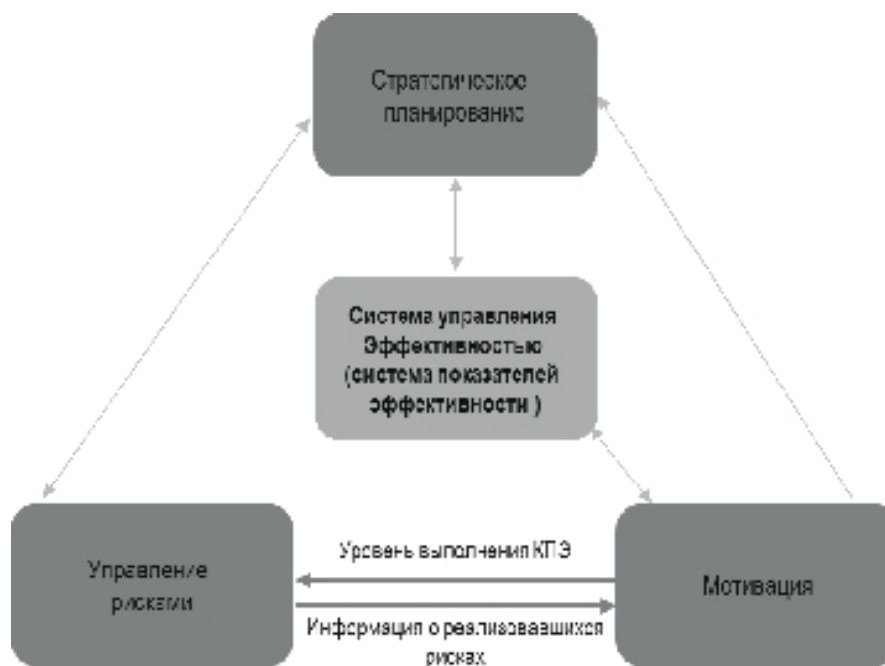 Стратегическое
планирование
Система управления
Эффективностью
(система показателей
эффективности )
Управление
рисками
Уровень выполнения КПЭ
Информация о реализовавшихся
рисках
Мотивация